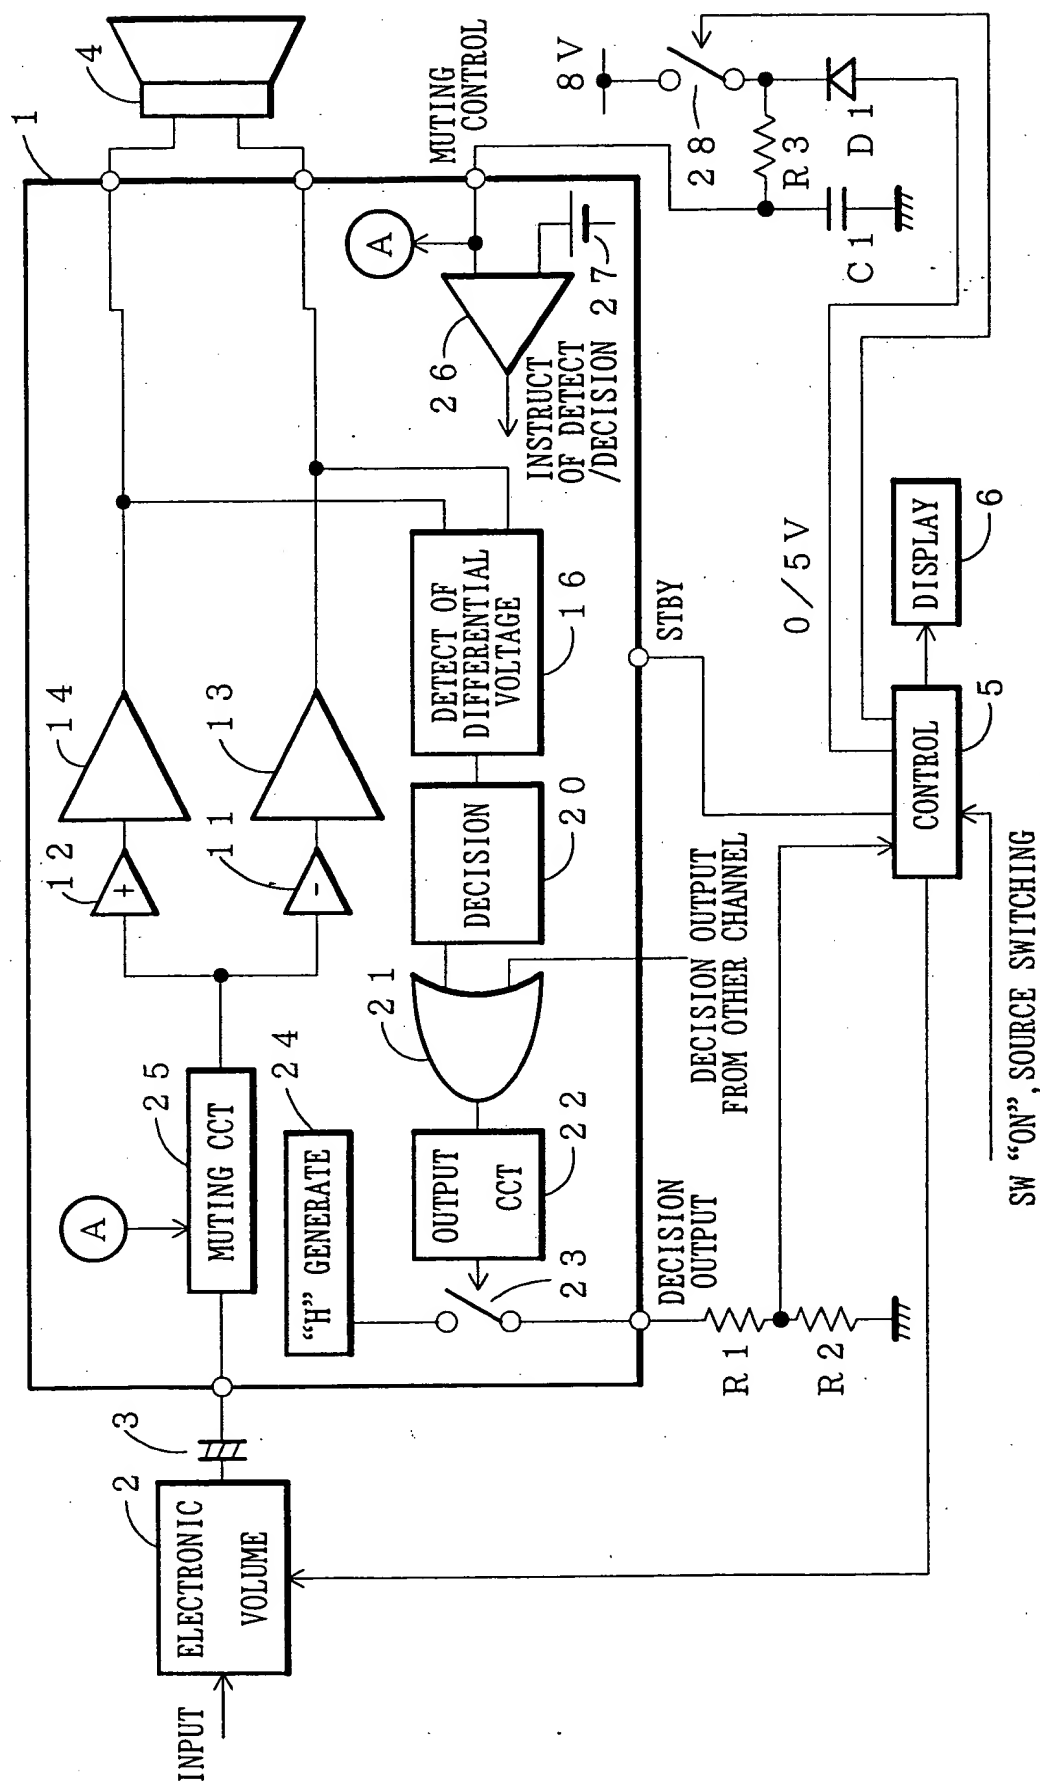 INPUT
ELECTRONIC
VOLUME
2
3
1
4
A
MUTING CCT
25
"H" GENERATE
24
12
+
14
11
-
13
OUTPUT
CCT
22
23
21
DECISION
20
DETECT OF
DIFFERENTIAL
VOLTAGE
16
A
26
27
INSTRUCT
OF DETECT
/DECISION
MUTING
CONTROL
DECISION
OUTPUT
DECISION OUTPUT
FROM OTHER CHANNEL
STBY
8V
28
R3
D1
C1
R1
R2
0/5V
CONTROL
5
DISPLAY
6
SW "ON", SOURCE SWITCHING